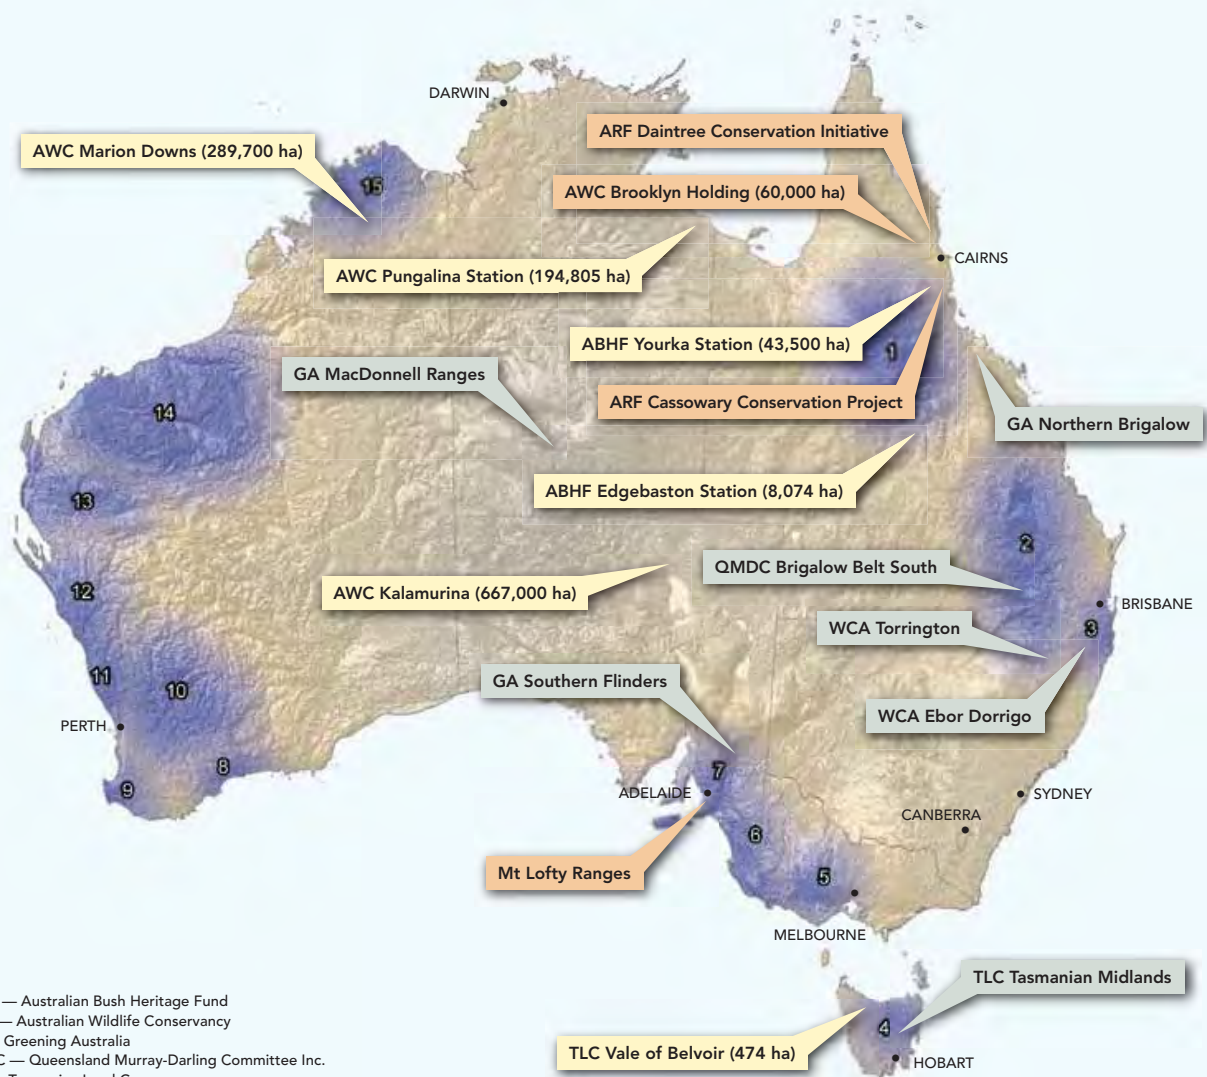 DARWIN
ARF Daintree Conservation Initiative
AWC Marion Downs (289,700 ha)
15
AWC Brooklyn Holding (60,000 ha)
CAIRNS
AWC Pungalina Station (194,805 ha)
ABHF Yourka Station (43,500 ha)
1
GA MacDonnell Ranges
ARF Cassowary Conservation Project
14
GA Northern Brigalow
ABHF Edgebaston Station (8,074 ha)
13
2
QMDC Brigalow Belt South
AWC Kalamurina (667,000 ha)
12
BRISBANE
WCA Torrington
3
11
GA Southern Flinders
10
WCA Ebor Dorrigo
PERTH
8
7
9
ADELAIDE
SYDNEY
CANBERRA
6
Mt Lofty Ranges
5
MELBOURNE
TLC Tasmanian Midlands
— Australian Bush Heritage Fund
— Australian Wildlife Conservancy
Greening Australia
C — Queensland Murray-Darling Committee Inc.
4
TLC Vale of Belvoir (474 ha)
HOBART